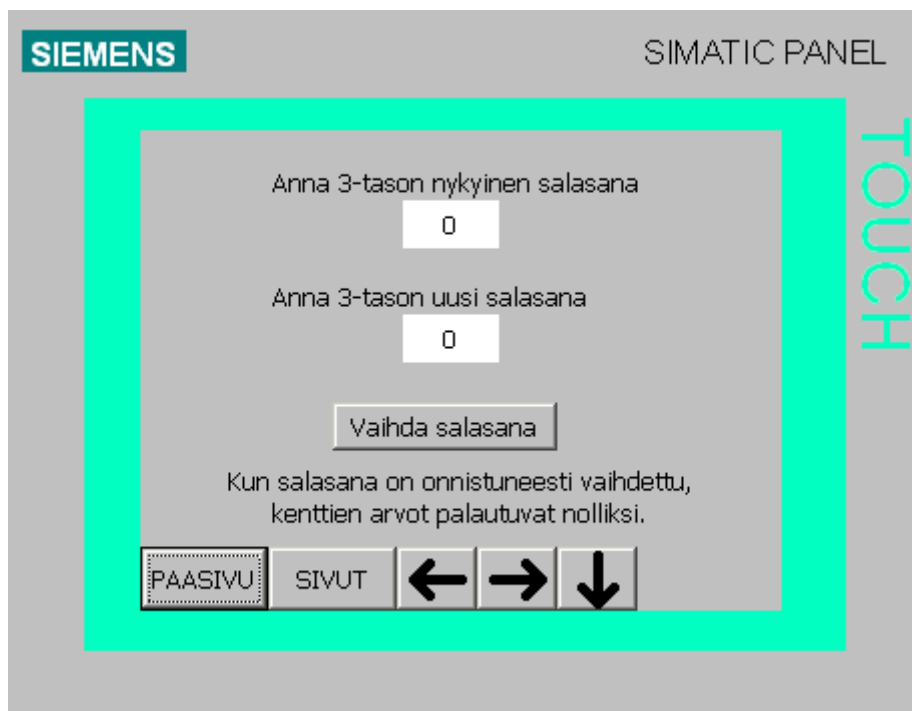 SIEMENS
SIMATIC PANEL
TOUCH
Anna 3-tason nykyinen salasana
0
Anna 3-tason uusi salasana
0
Vaihda salasana
Kun salasana on onnistuneesti vaihdettu,
kenttien arvot palautuvat nolliksi.
PAASIVU SIVUT